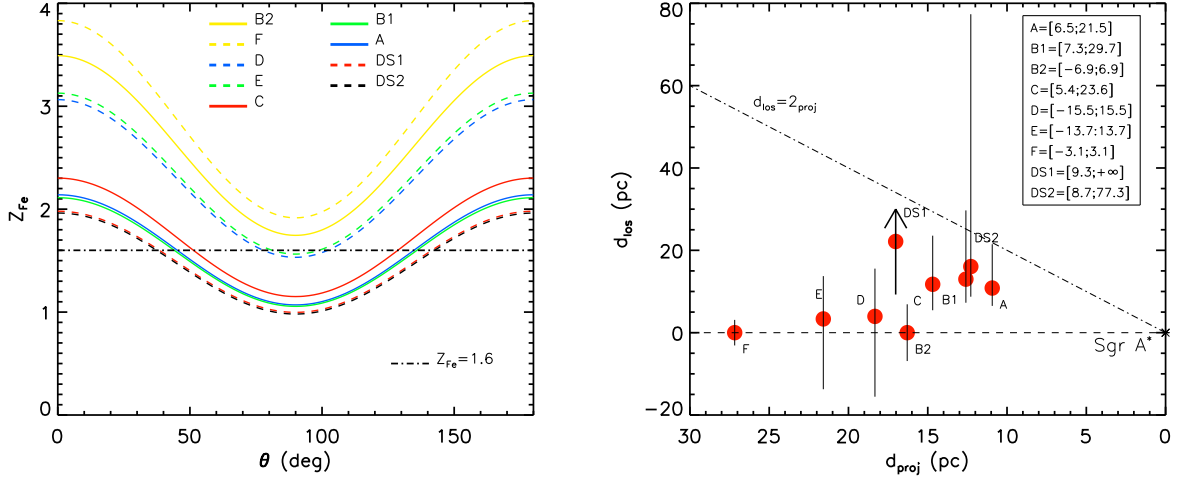 4
3
2
1
0
Z_Fe
B2
F
D
E
C
B1
A
DS1
DS2
Z_Fe=1.6
0
50
100
150
θ (deg)
80
60
40
20
0
−20
d_los (pc)
d_los=2_proj
A=[6.5;21.5]
B1=[7.3;29.7]
B2=[−6.9;6.9]
C=[5.4;23.6]
D=[−15.5;15.5]
E=[−13.7:13.7]
F=[−3.1;3.1]
DS1=[9.3;+∞]
DS2=[8.7;77.3]
DS1
DS2
E
D
C
B1
A
F
B2
Sgr A*
30
25
20
15
10
5
0
d_proj (pc)